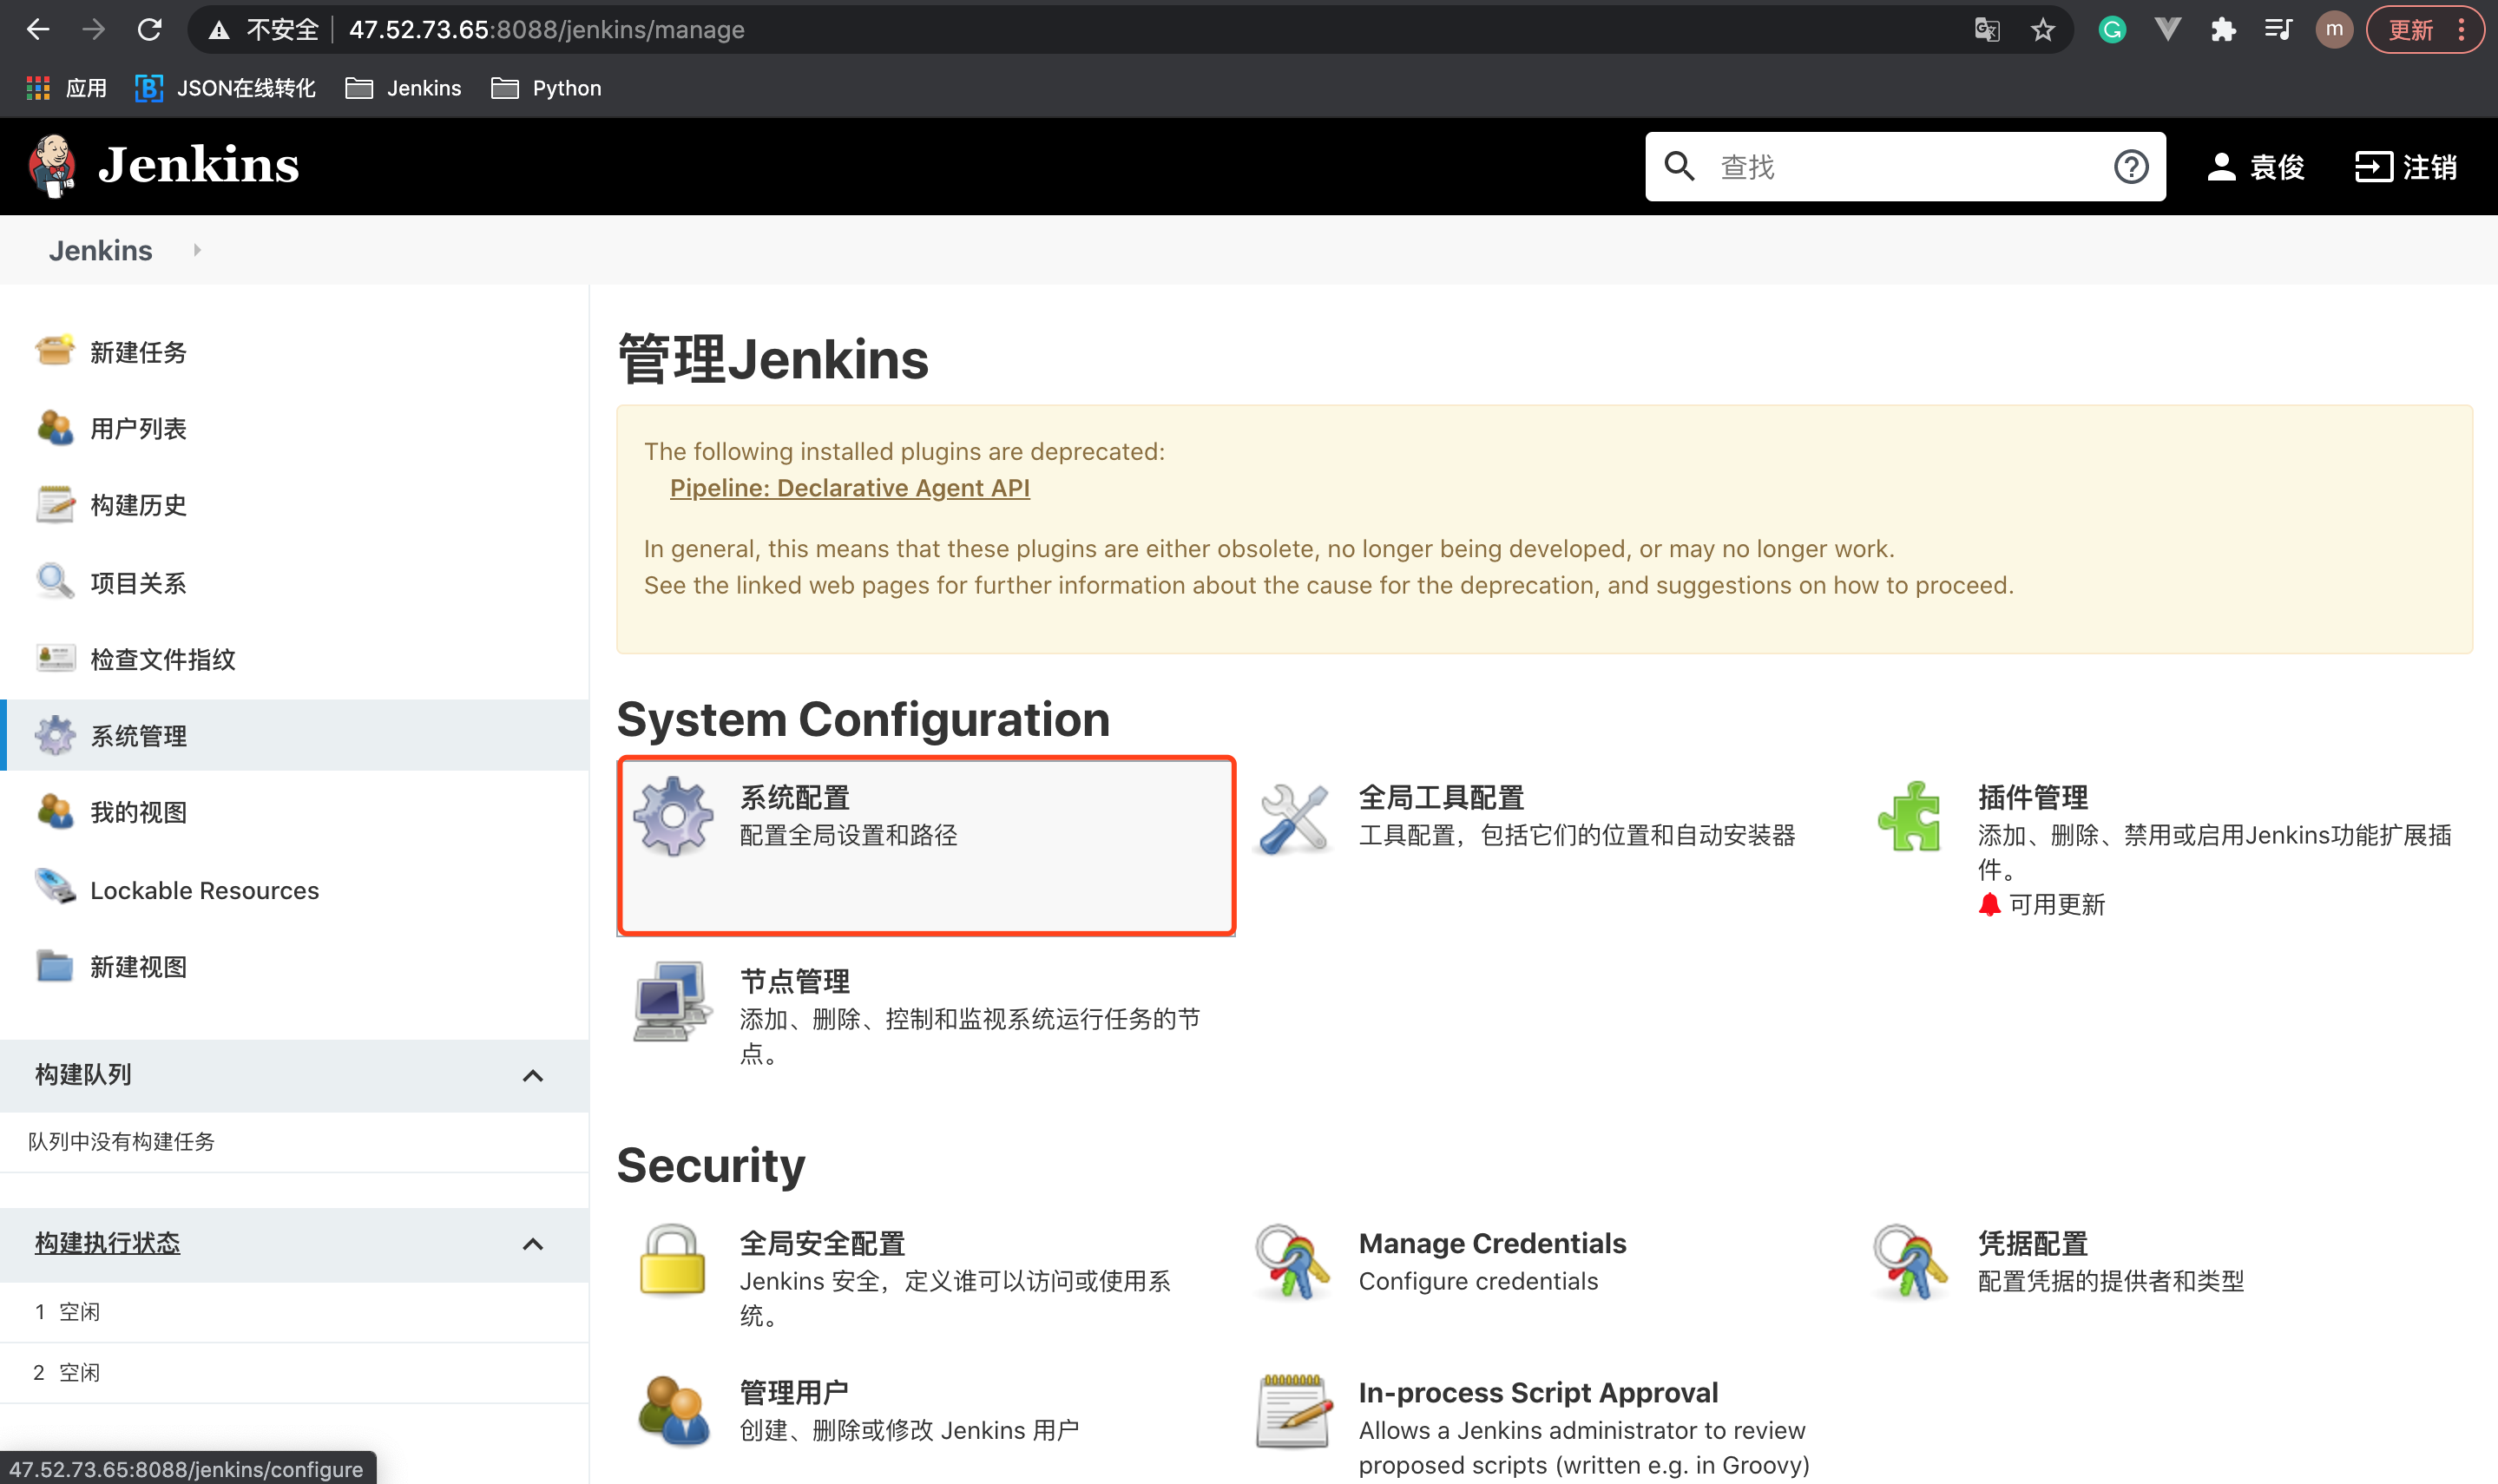 不安全 47.52.73.65:8088/jenkins/manage
m
更新
应用 JSON在线转化 Jenkins Python
Jenkins
查找
袁俊
注销
Jenkins
新建任务
用户列表
构建历史
项目关系
检查文件指纹
系统管理
我的视图
Lockable Resources
新建视图
构建队列
队列中没有构建任务
构建执行状态
1 空闲
2 空闲
47.52.73.65:8088/jenkins/configure
管理Jenkins
The following installed plugins are deprecated:
Pipeline: Declarative Agent API
In general, this means that these plugins are either obsolete, no longer being developed, or may no longer work.
See the linked web pages for further information about the cause for the deprecation, and suggestions on how to proceed.
System Configuration
系统配置
配置全局设置和路径
全局工具配置
工具配置，包括它们的位置和自动安装器
插件管理
添加、删除、禁用或启用Jenkins功能扩展插
件。
可用更新
节点管理
添加、删除、控制和监视系统运行任务的节
点。
Security
全局安全配置
Jenkins 安全，定义谁可以访问或使用系
统。
Manage Credentials
Configure credentials
凭据配置
配置凭据的提供者和类型
管理用户
创建、删除或修改 Jenkins 用户
In-process Script Approval
Allows a Jenkins administrator to review
proposed scripts (written e.g. in Groovy)